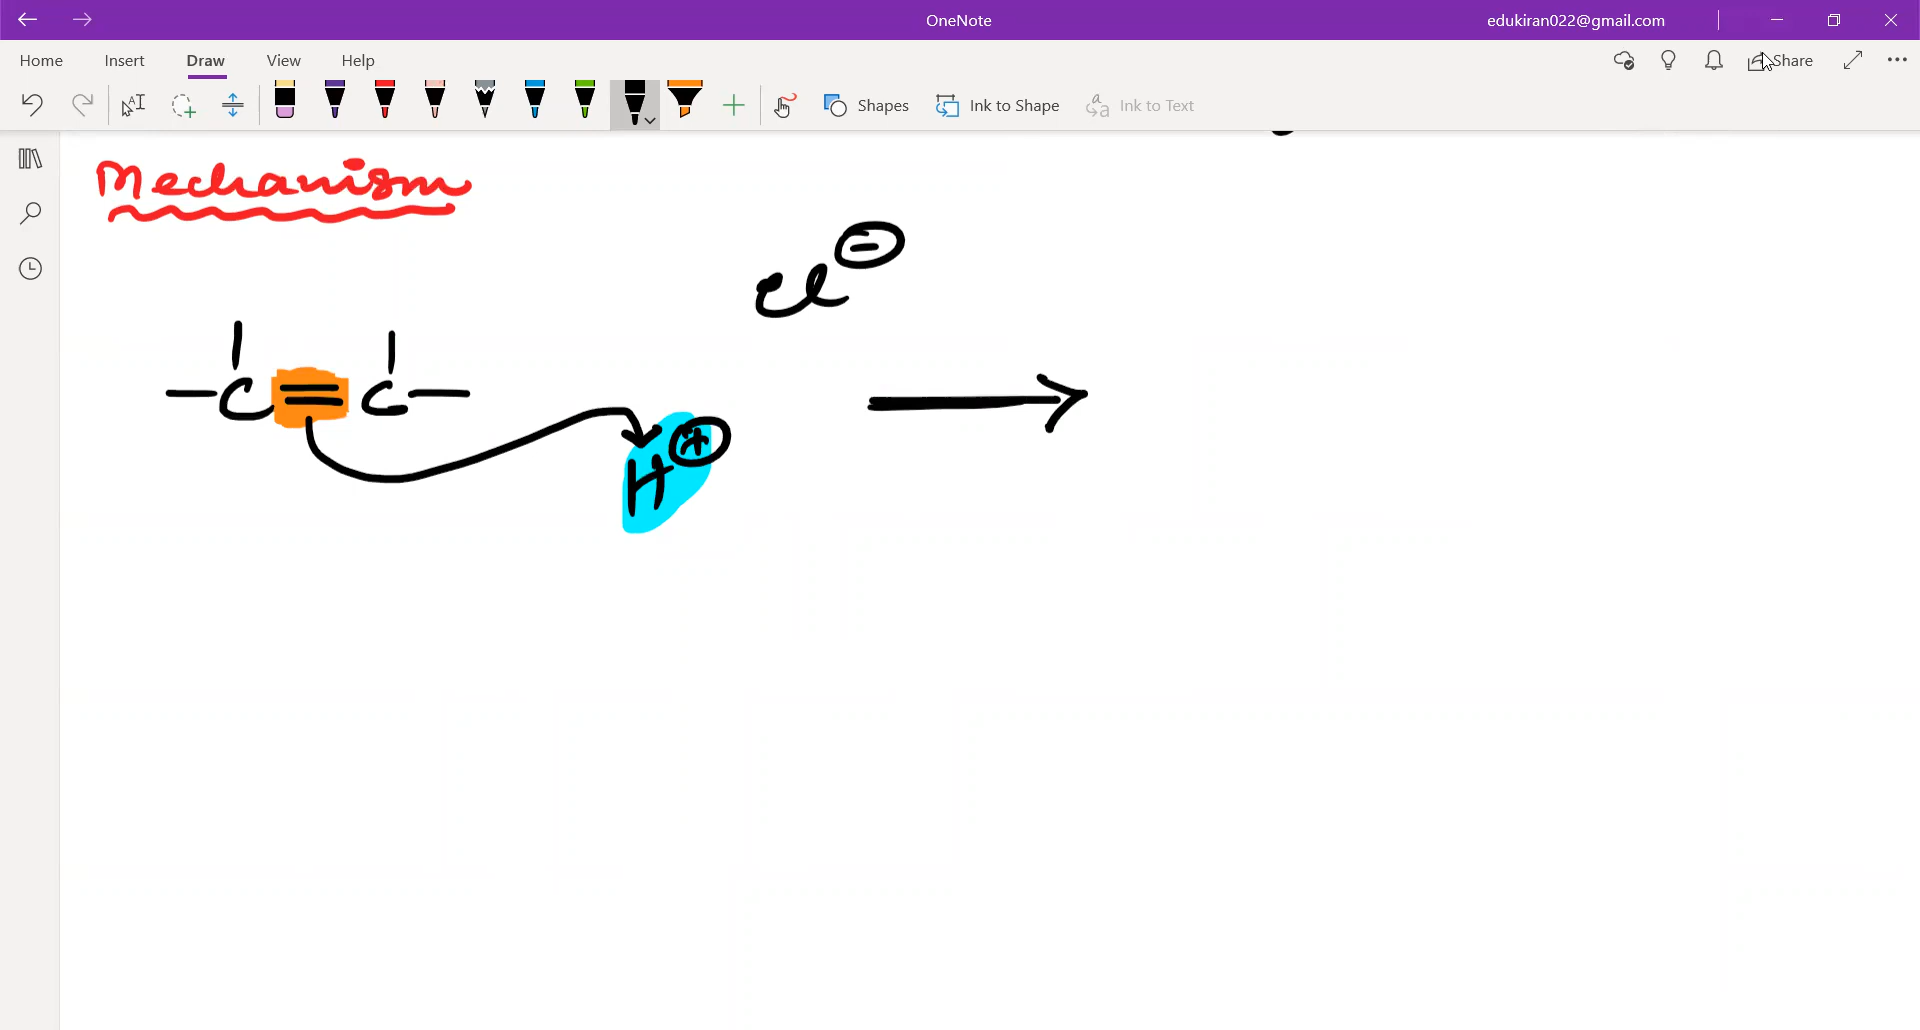 OneNote
edukiran022@gmail.com
Home Insert Draw View Help
Share
Shapes Ink to Shape Ink to Text
Mechanism
Cl⊖
C = C
H⊕